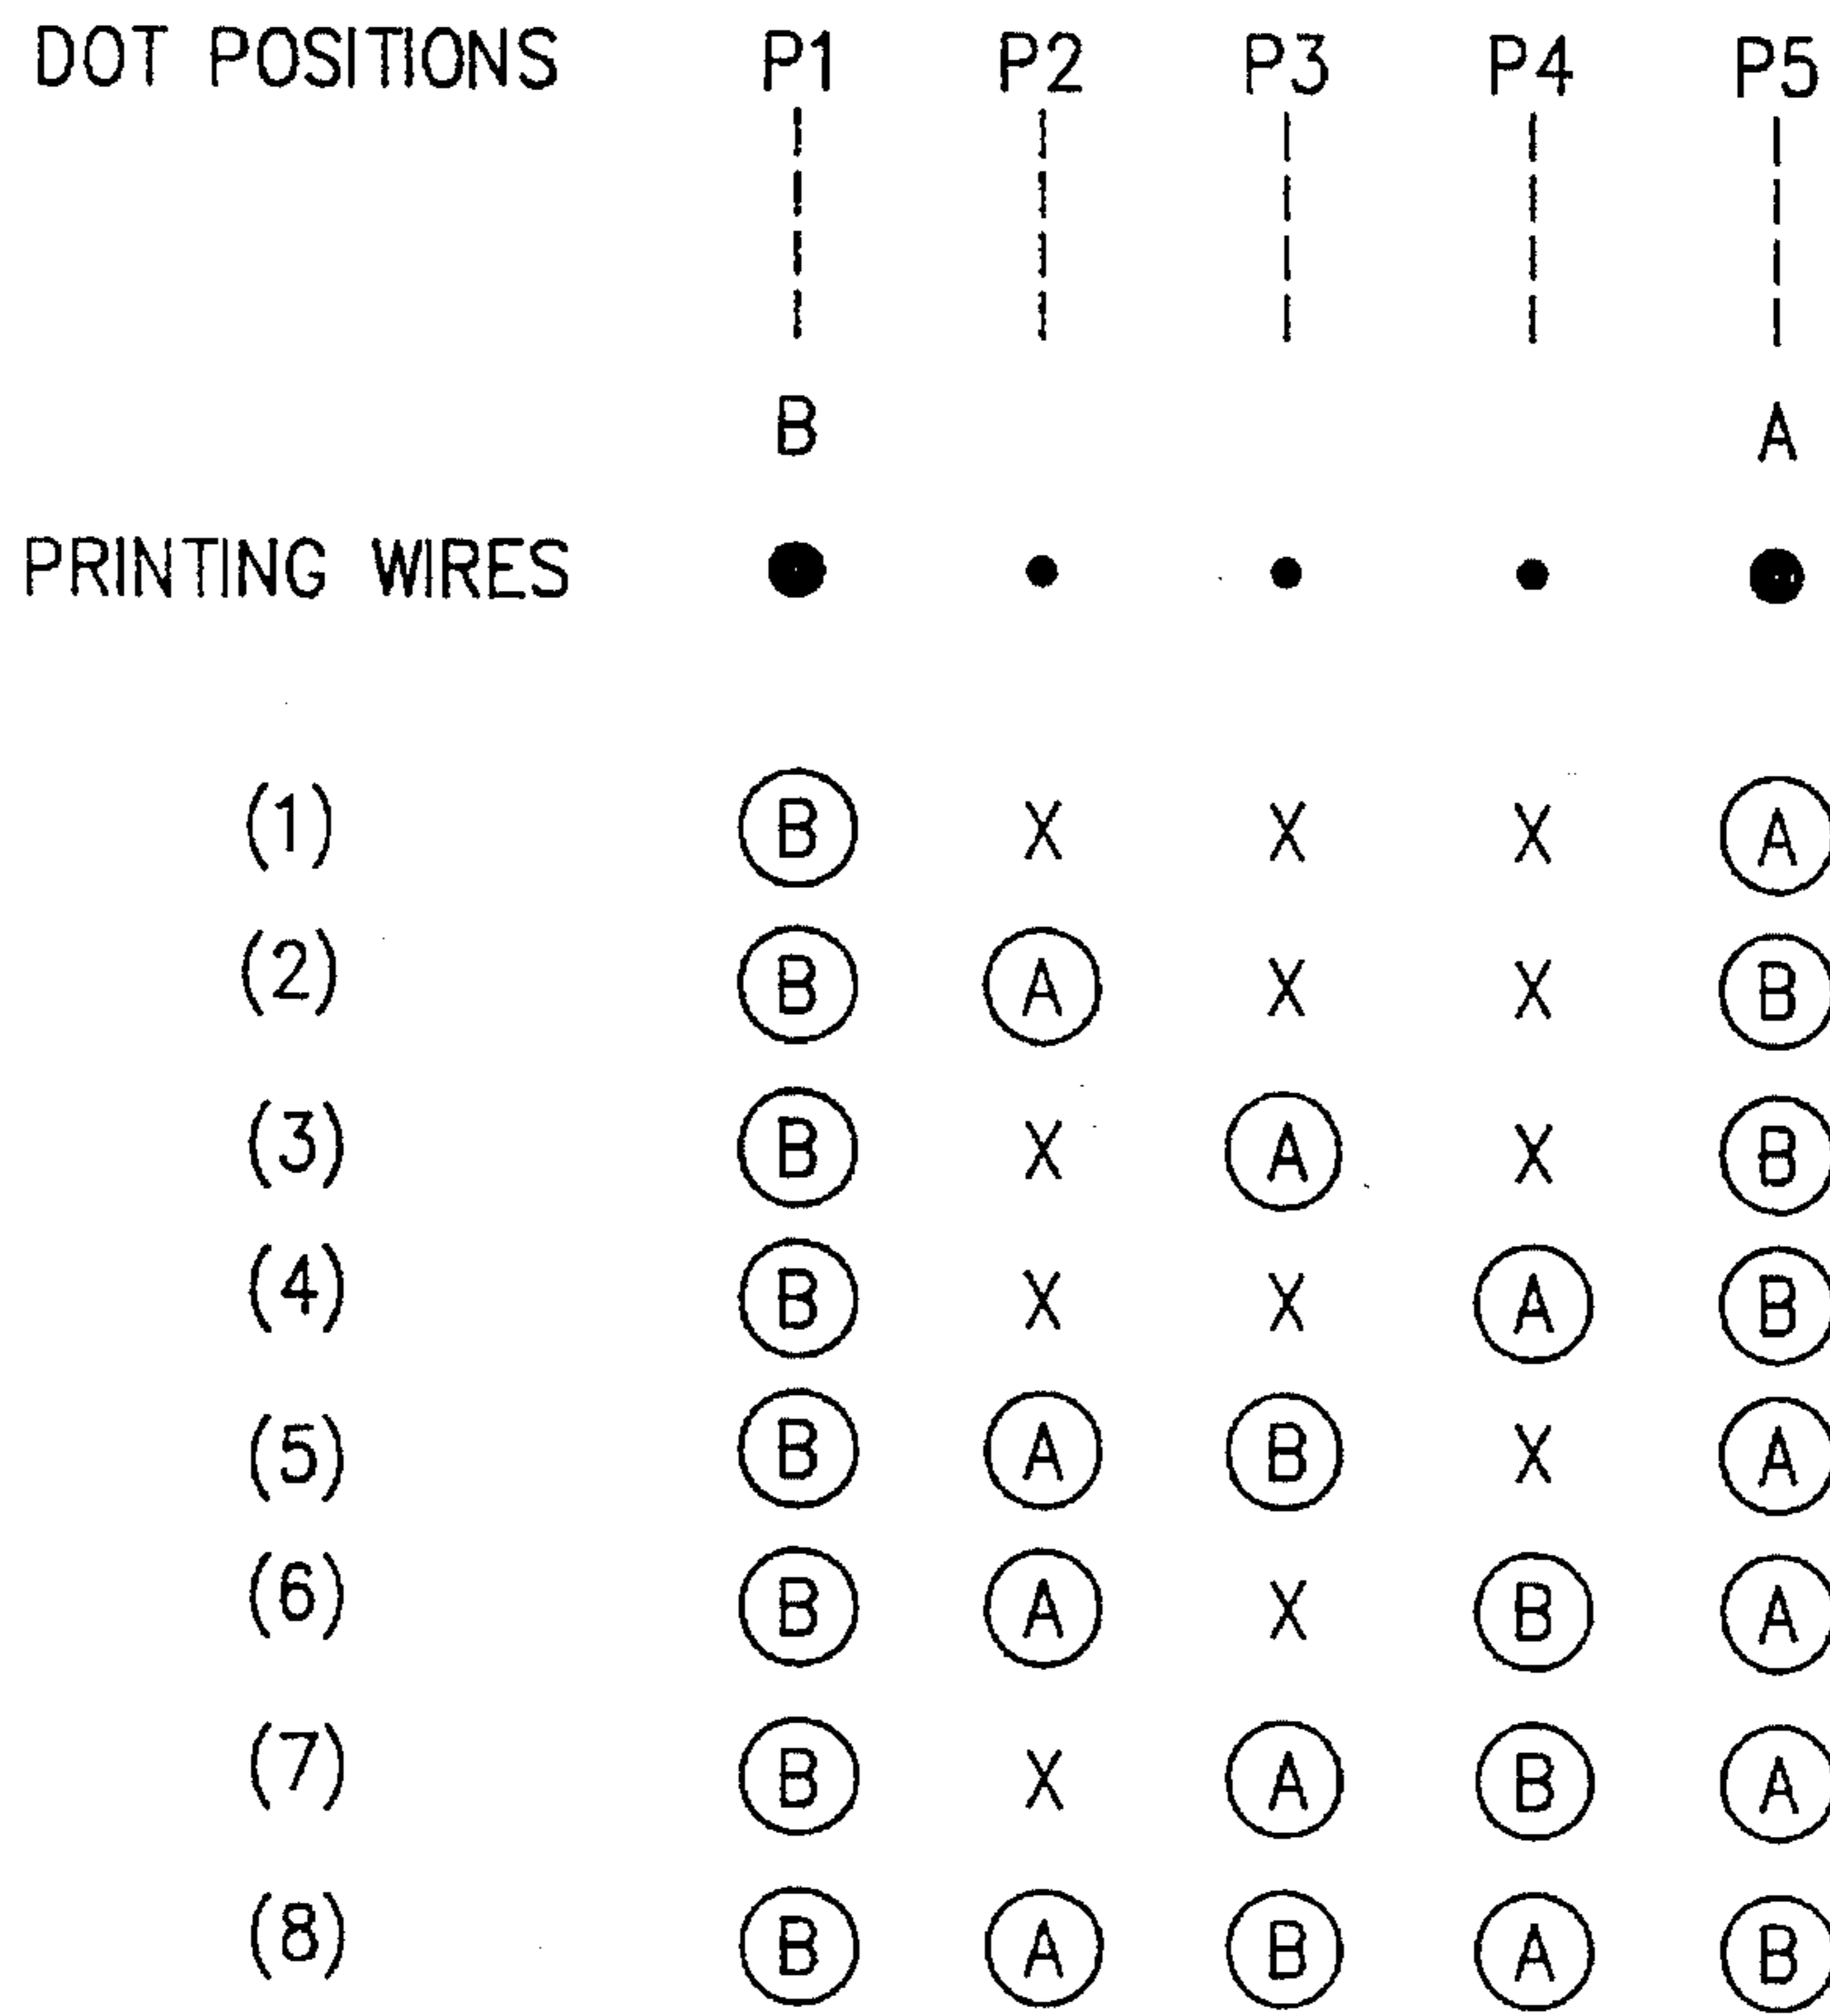 DOT POSITIONS P1 P2 P3 P4 P5
B A
PRINTING WIRES
(1) B X X X A
(2) B A X X B
(3) B X A X B
(4) B X X A B
(5) B A B X A
(6) B A X B A
(7) B X A B A
(8) B A B A B